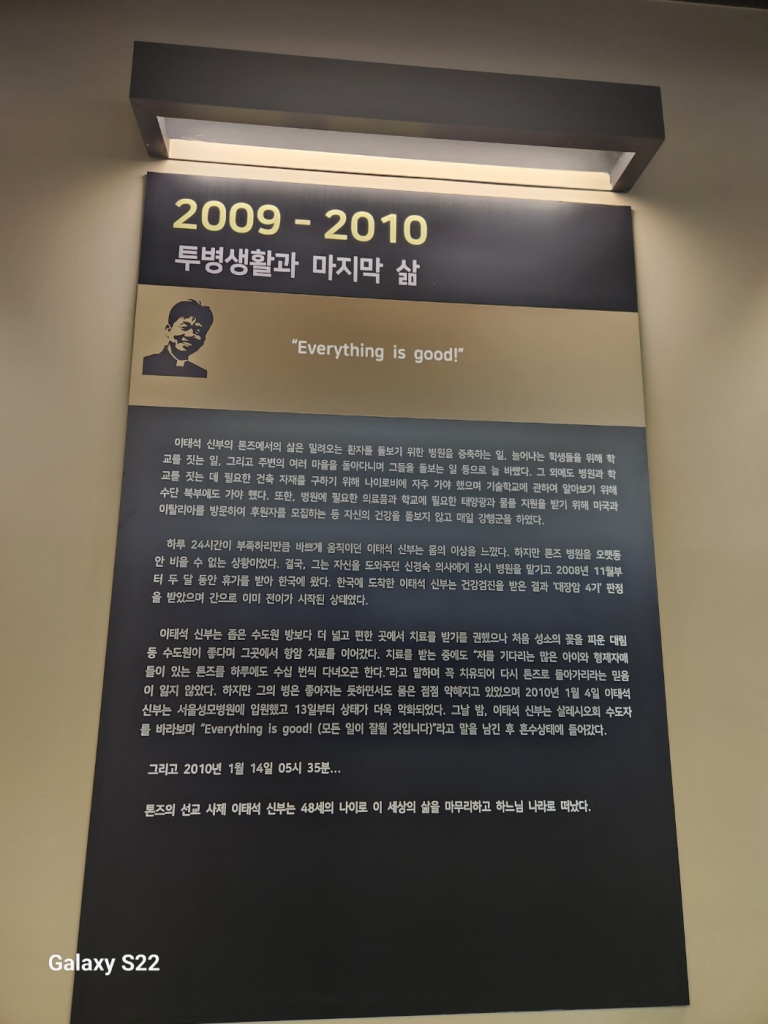 2009 - 2010
투병생활과 마지막 삶
“Everything is good!”
이태석 신부의 톤즈에서의 삶은 밀려오는 환자를 돌보기 위한 병원을 증축하는 일, 늘어나는 학생들을 위해 학
교를 짓는 일, 그리고 주변의 여러 마을을 돌아다니며 그들을 돌보는 일 등으로 늘 바빴다. 그 외에도 병원과 학
교를 짓는 데 필요한 건축 자재를 구하기 위해 나이로비에 자주 가야 했으며 기술학교에 관하여 알아보기 위해
수단 북부에도 가야 했다. 또한, 병원에 필요한 의료품과 학교에 필요한 태양광과 물품 지원을 받기 위해 미국과
이탈리아를 방문하여 후원자를 모집하는 등 자신의 건강을 돌보지 않고 매일 강행군을 하였다.
하루 24시간이 부족하리만큼 바쁘게 움직이던 이태석 신부는 몸의 이상을 느꼈다. 하지만 톤즈 병원을 오랫동
안 비울 수 없는 상황이었다. 결국, 그는 자신을 도와주던 신경숙 의사에게 잠시 병원을 맡기고 2008년 11월부
터 두 달 동안 휴가를 받아 한국에 왔다. 한국에 도착한 이태석 신부는 건강검진을 받은 결과 ‘대장암 4기’ 판정
을 받았으며 간으로 이미 전이가 시작된 상태였다.
이태석 신부는 좁은 수도원 방보다 더 넓고 편한 곳에서 치료를 받기를 권했으나 처음 성소의 꽃을 피운 대림
동 수도원이 좋다며 그곳에서 항암 치료를 이어갔다. 치료를 받는 중에도 “저를 기다리는 많은 아이와 형제자매
들이 있는 톤즈를 하루에도 수십 번씩 다녀오곤 한다.”라고 말하며 꼭 치유되어 다시 톤즈로 돌아가리라는 믿음
이 잃지 않았다. 하지만 그의 병은 좋아지는 듯하면서도 몸은 점점 약해지고 있었으며 2010년 1월 4일 이태석
신부는 서울성모병원에 입원했고 13일부터 상태가 더욱 악화되었다. 그날 밤, 이태석 신부는 살레시오회 수도자
를 바라보며 “Everything is good! (모든 일이 잘될 것입니다)”라고 말을 남긴 후 혼수상태에 들어갔다.
그리고 2010년 1월 14일 05시 35분...
톤즈의 선교 사제 이태석 신부는 48세의 나이로 이 세상의 삶을 마무리하고 하느님 나라로 떠났다.
Galaxy S22